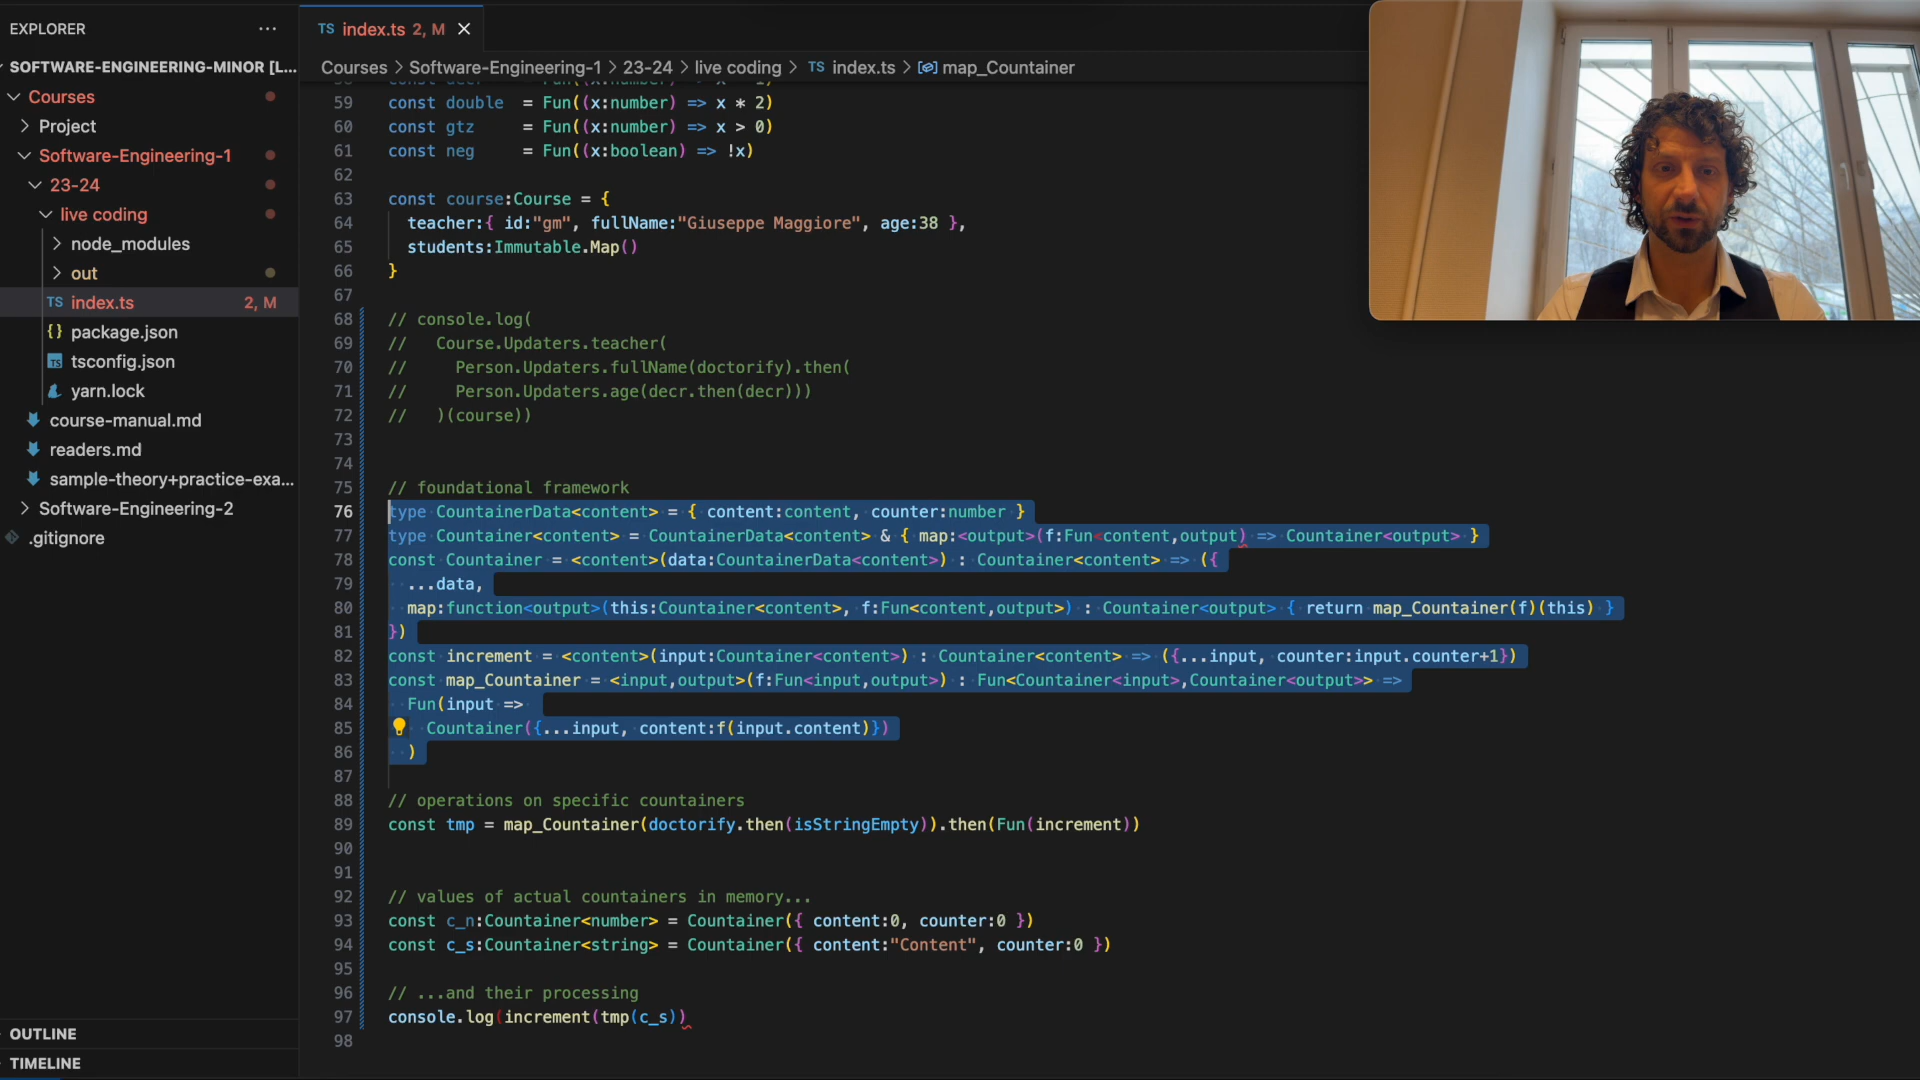 EXPLORER
SOFTWARE-ENGINEERING-MINOR [L...
Courses
Project
Software-Engineering-1
23-24
live coding
node_modules
out
TS index.ts 2, M
{} package.json
TS tsconfig.json
yarn.lock
course-manual.md
readers.md
sample-theory+practice-exa...
Software-Engineering-2
.gitignore
OUTLINE
TIMELINE
TS index.ts 2, M
Courses > Software-Engineering-1 > 23-24 > live coding > TS index.ts > map_Countainer
59 const double  = Fun((x:number) => x * 2)
60 const gtz     = Fun((x:number) => x > 0)
61 const neg     = Fun((x:boolean) => !x)
62
63 const course:Course = {
64   teacher:{ id:"gm", fullName:"Giuseppe Maggiore", age:38 },
65   students:Immutable.Map()
66 }
67
68 // console.log(
69 //   Course.Updaters.teacher(
70 //     Person.Updaters.fullName(doctorify).then(
71 //     Person.Updaters.age(decr.then(decr)))
72 //   )(course))
73
74
75 // foundational framework
76 type CountainerData<content> = { content:content, counter:number }
77 type Countainer<content> = CountainerData<content> & { map:<output>(f:Fun<content,output) => Countainer<output> }
78 const Countainer = <content>(data:CountainerData<content>) : Countainer<content> => ({
79   ...data,
80   map:function<output>(this:Countainer<content>, f:Fun<content,output>) : Countainer<output> { return map_Countainer(f)(this) }
81 })
82 const increment = <content>(input:Countainer<content>) : Countainer<content> => ({...input, counter:input.counter+1})
83 const map_Countainer = <input,output>(f:Fun<input,output>) : Fun<Countainer<input>,Countainer<output>> =>
84   Fun(input =>
85     Countainer({...input, content:f(input.content)})
86   )
87
88 // operations on specific countainers
89 const tmp = map_Countainer(doctorify.then(isStringEmpty)).then(Fun(increment))
90
91
92 // values of actual countainers in memory...
93 const c_n:Countainer<number> = Countainer({ content:0, counter:0 })
94 const c_s:Countainer<string> = Countainer({ content:"Content", counter:0 })
95
96 // ...and their processing
97 console.log(increment(tmp(c_s))
98